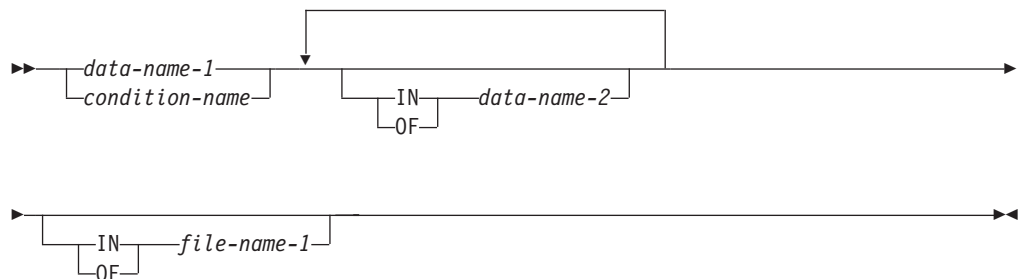 data-name-1
condition-name
IN data-name-2
OF
IN file-name-1
OF